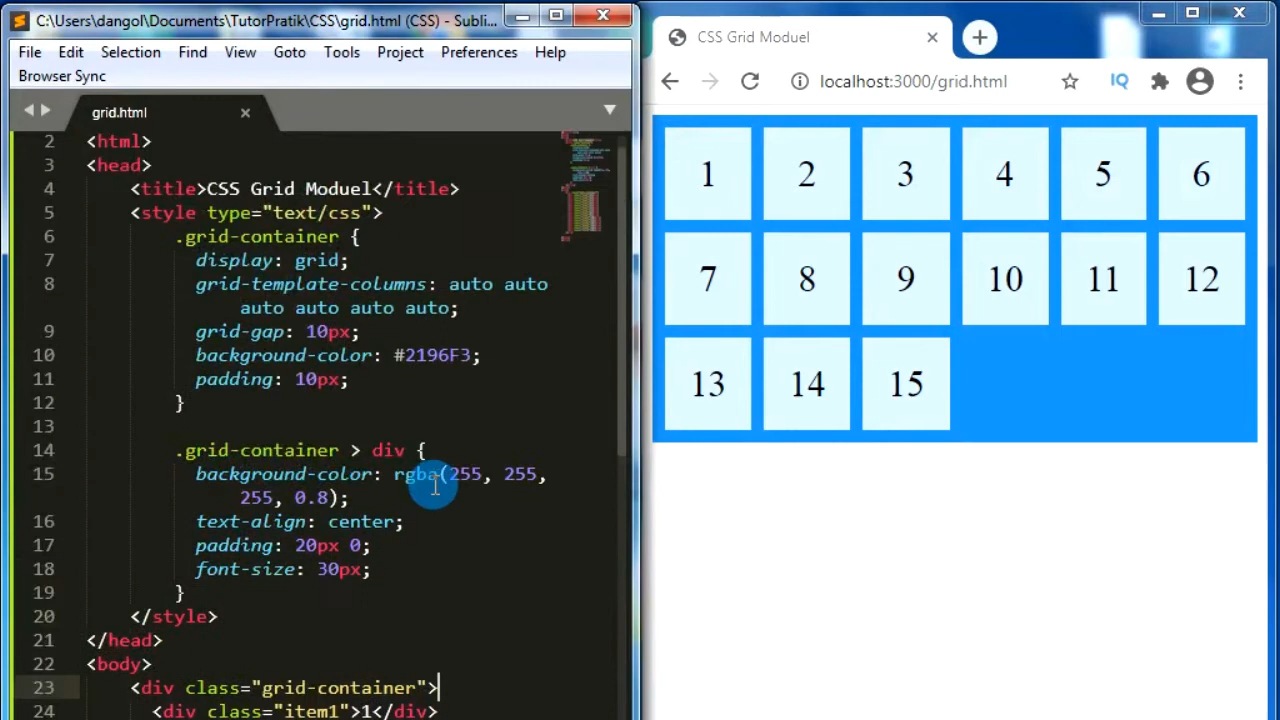 C:\Users\dangol\Documents\TutorPratik\CSS\grid.html (CSS) - Subli...
File Edit Selection Find View Goto Tools Project Preferences Help
Browser Sync
grid.html
2 <html>
3 <head>
4 <title>CSS Grid Moduel</title>
5 <style type="text/css">
6 .grid-container {
7 display: grid;
8 grid-template-columns: auto auto
auto auto auto auto;
9 grid-gap: 10px;
10 background-color: #2196F3;
11 padding: 10px;
12 }
13
14 .grid-container > div {
15 background-color: rgba(255, 255,
255, 0.8);
16 text-align: center;
17 padding: 20px 0;
18 font-size: 30px;
19 }
20 </style>
21 </head>
22 <body>
23 <div class="grid-container">
24 <div class="item1">1</div>
CSS Grid Moduel
localhost:3000/grid.html
IQ
1 2 3 4 5 6
7 8 9 10 11 12
13 14 15